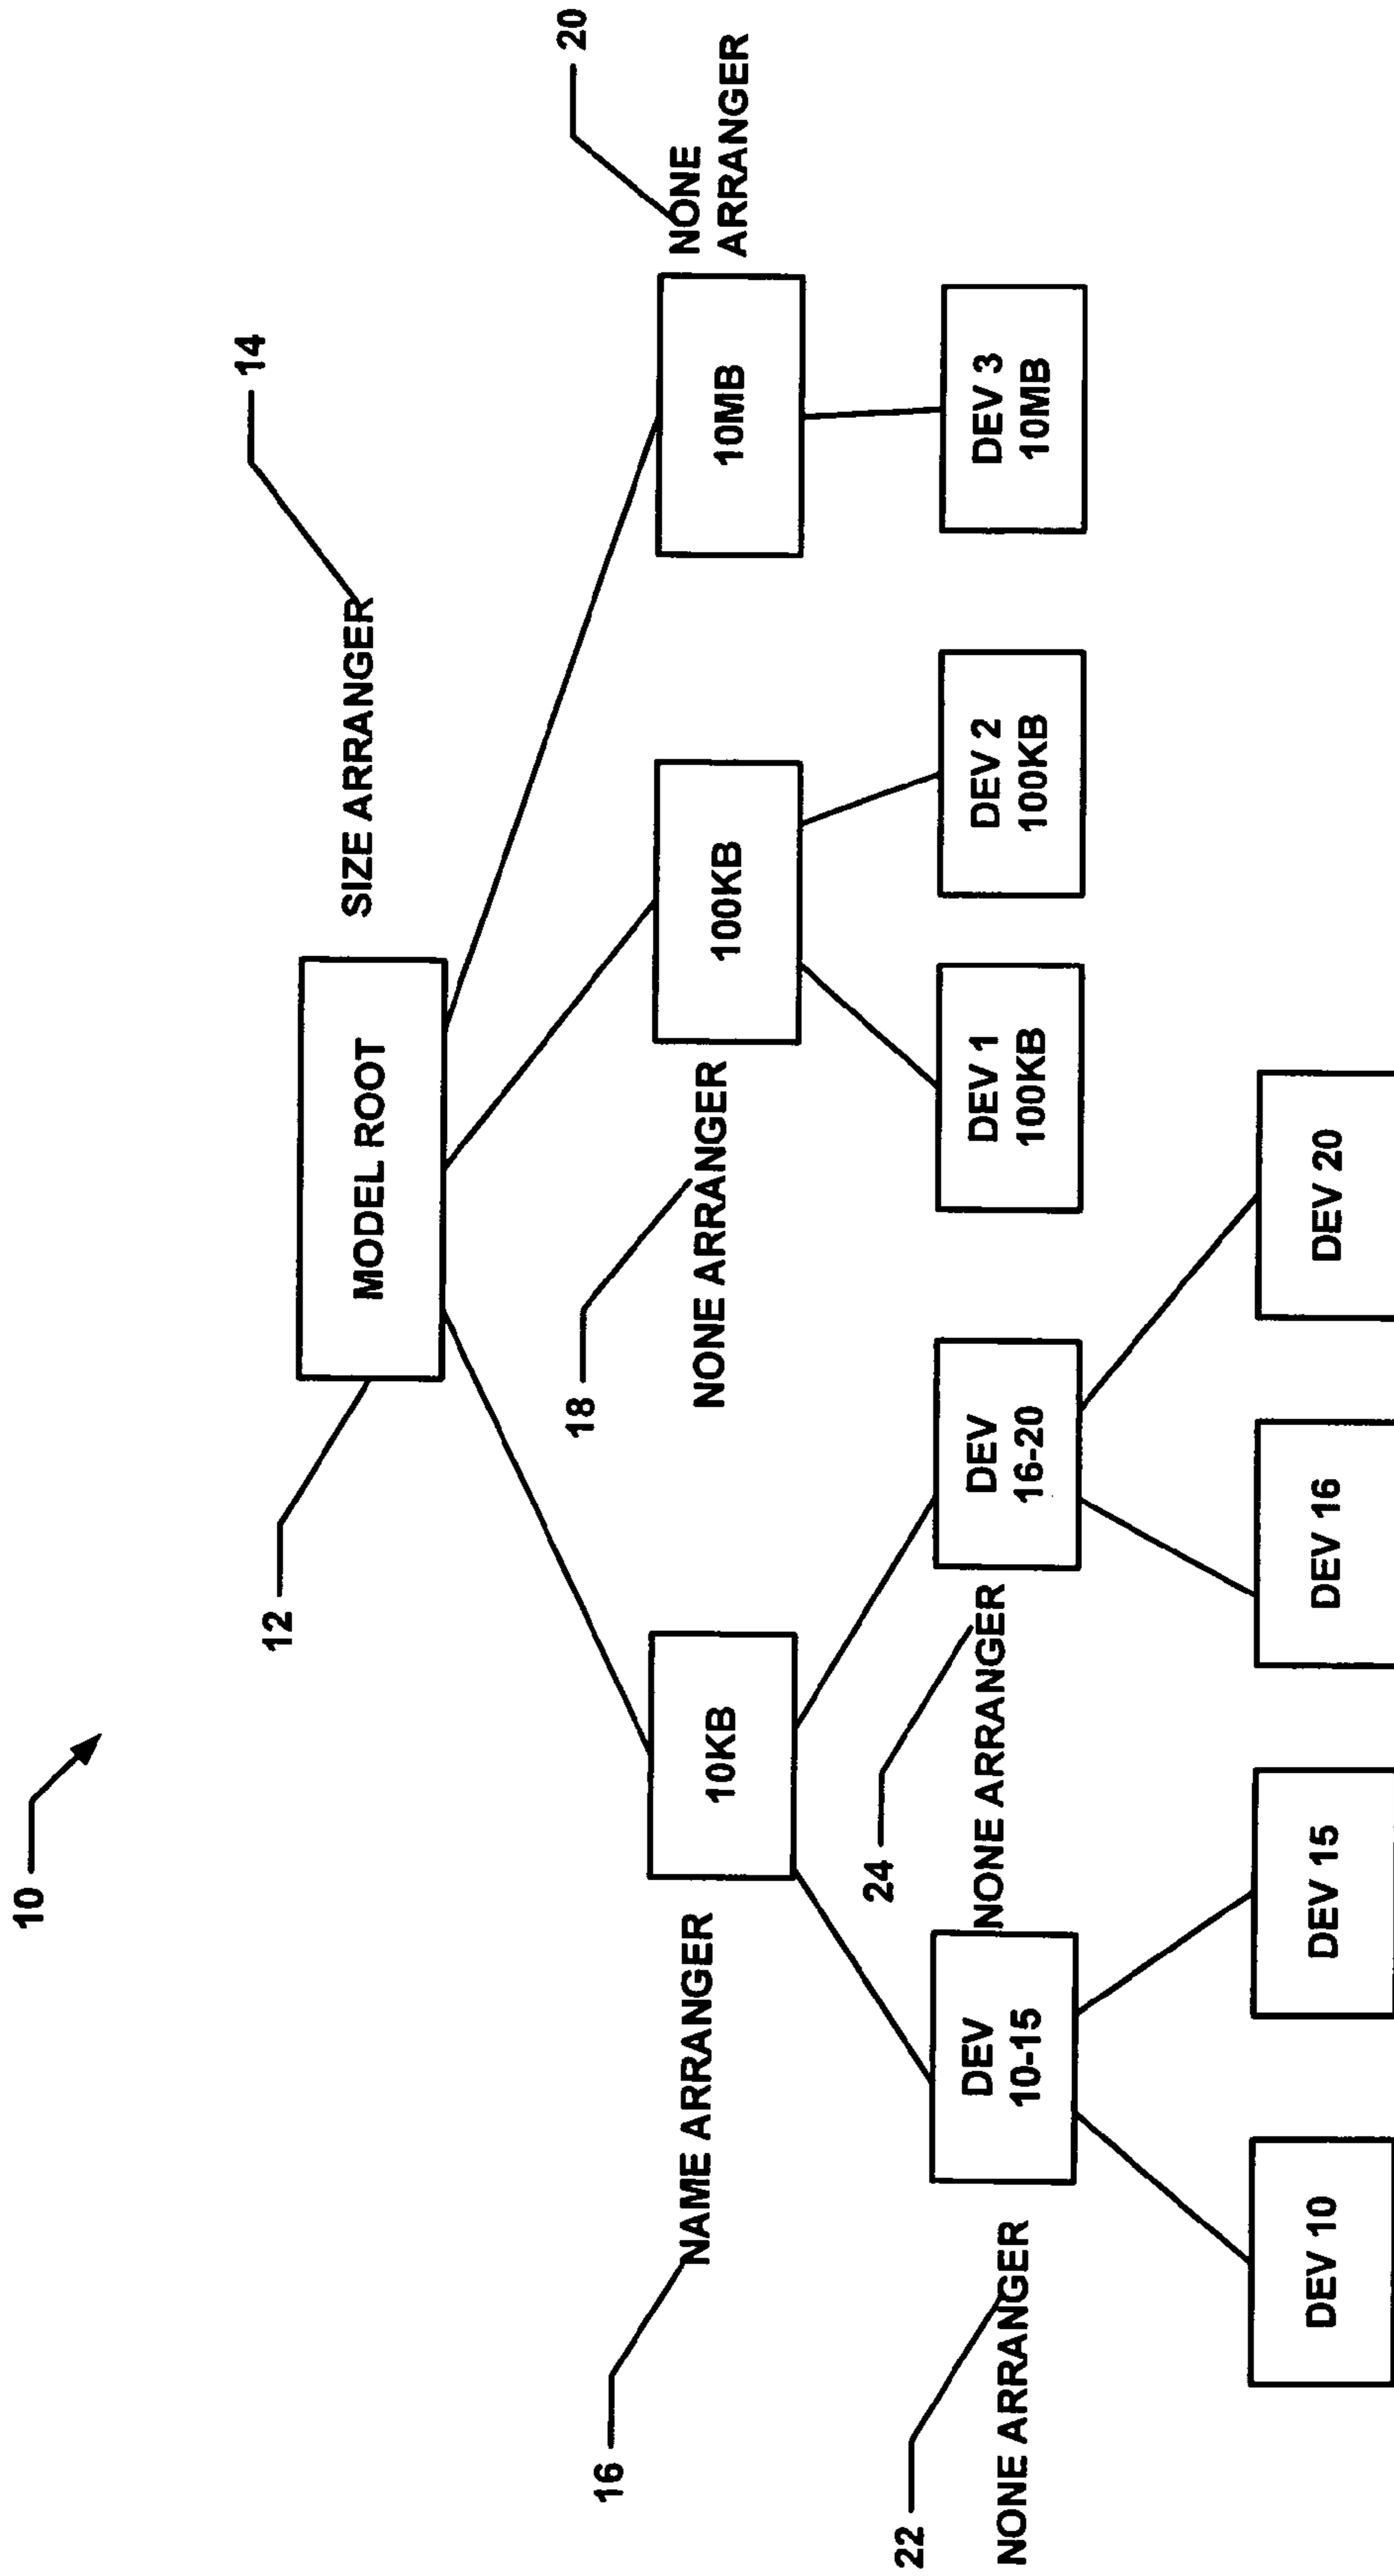 10
12
MODEL ROOT
SIZE ARRANGER
14
16
NAME ARRANGER
10KB
18
NONE ARRANGER
100KB
10MB
NONE
ARRANGER
20
22
NONE ARRANGER
DEV
10-15
24
NONE ARRANGER
DEV
16-20
DEV 1
100KB
DEV 2
100KB
DEV 3
10MB
DEV 10
DEV 15
DEV 16
DEV 20